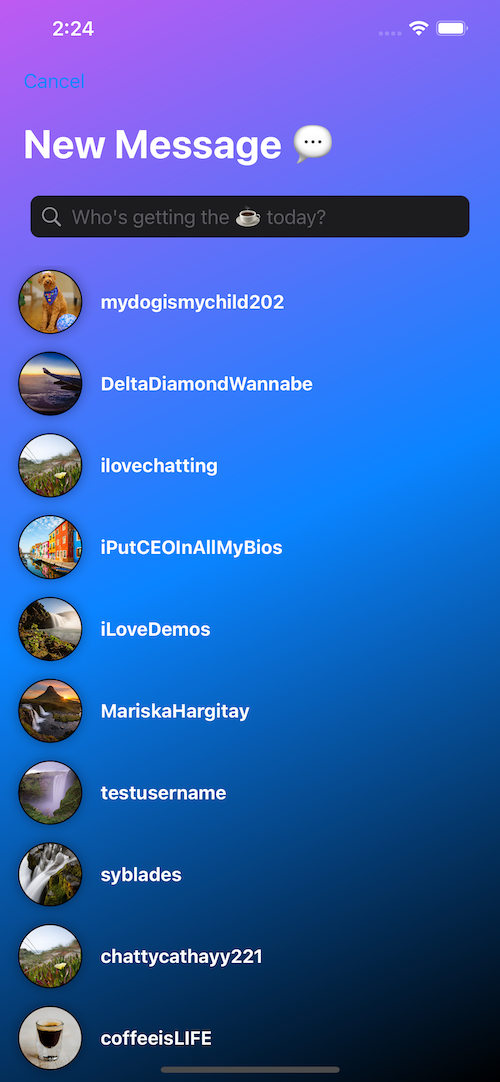 2:24
Cancel
New Message 💬
Who's getting the ☕ today?
mydogismychild202
DeltaDiamondWannabe
ilovechatting
iPutCEOInAllMyBios
iLoveDemos
MariskaHargitay
testusername
syblades
chattycathayy221
coffeeisLIFE